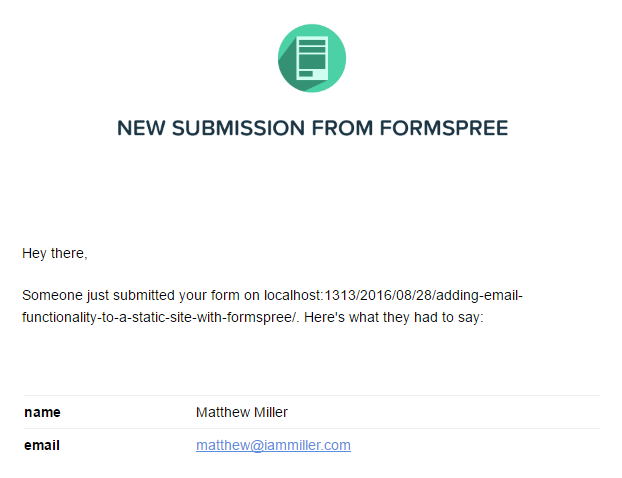 NEW SUBMISSION FROM FORMSPREE
Hey there,
Someone just submitted your form on localhost:1313/2016/08/28/adding-email-
functionality-to-a-static-site-with-formspree/. Here's what they had to say:
name Matthew Miller
email matthew@iammiller.com